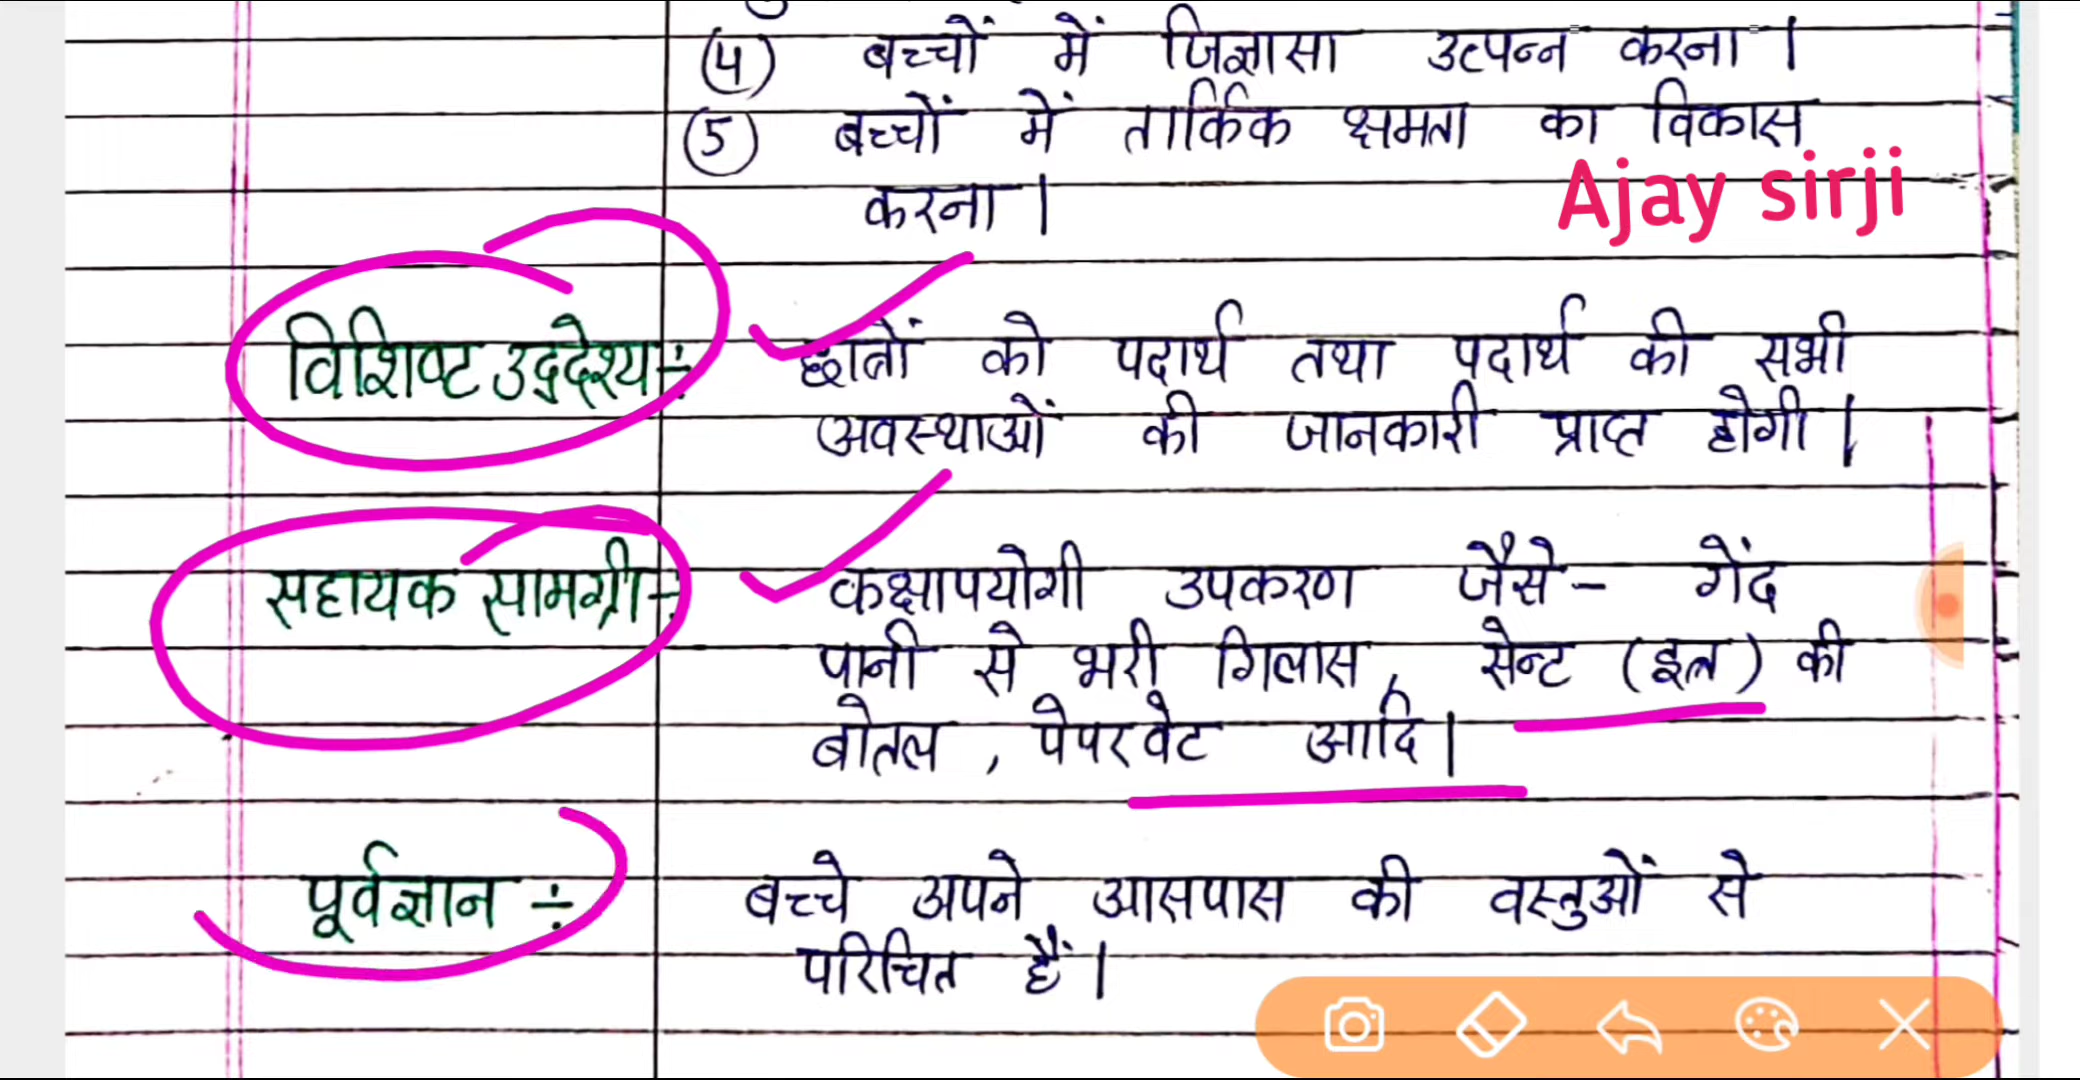 (4) बच्चों में जिज्ञासा उत्पन्न करना ।
(5) बच्चों में तार्किक क्षमता का विकास
करना ।
Ajay sirji
विशिष्ट उद्देश्य ÷ छात्रों को पदार्थ तथा पदार्थ की सभी
अवस्थाओं की जानकारी प्राप्त होगी ।
सहायक सामग्री ÷ कक्षापयोगी उपकरण जैसे - गेंद
पानी से भरी गिलास, सेन्ट (इत्र) की
बोतल, पेपरवेट आदि ।
पूर्वज्ञान ÷ बच्चे अपने आसपास की वस्तुओं से
परिचित हैं ।